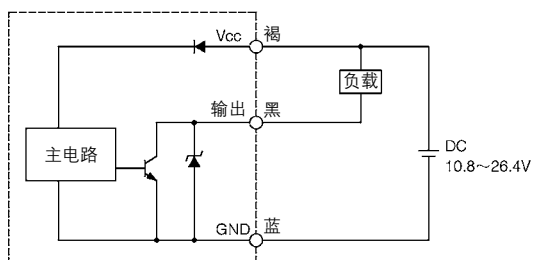 Vcc 褐
负载
输出 黑
主电路
DC
10.8～26.4V
GND 蓝